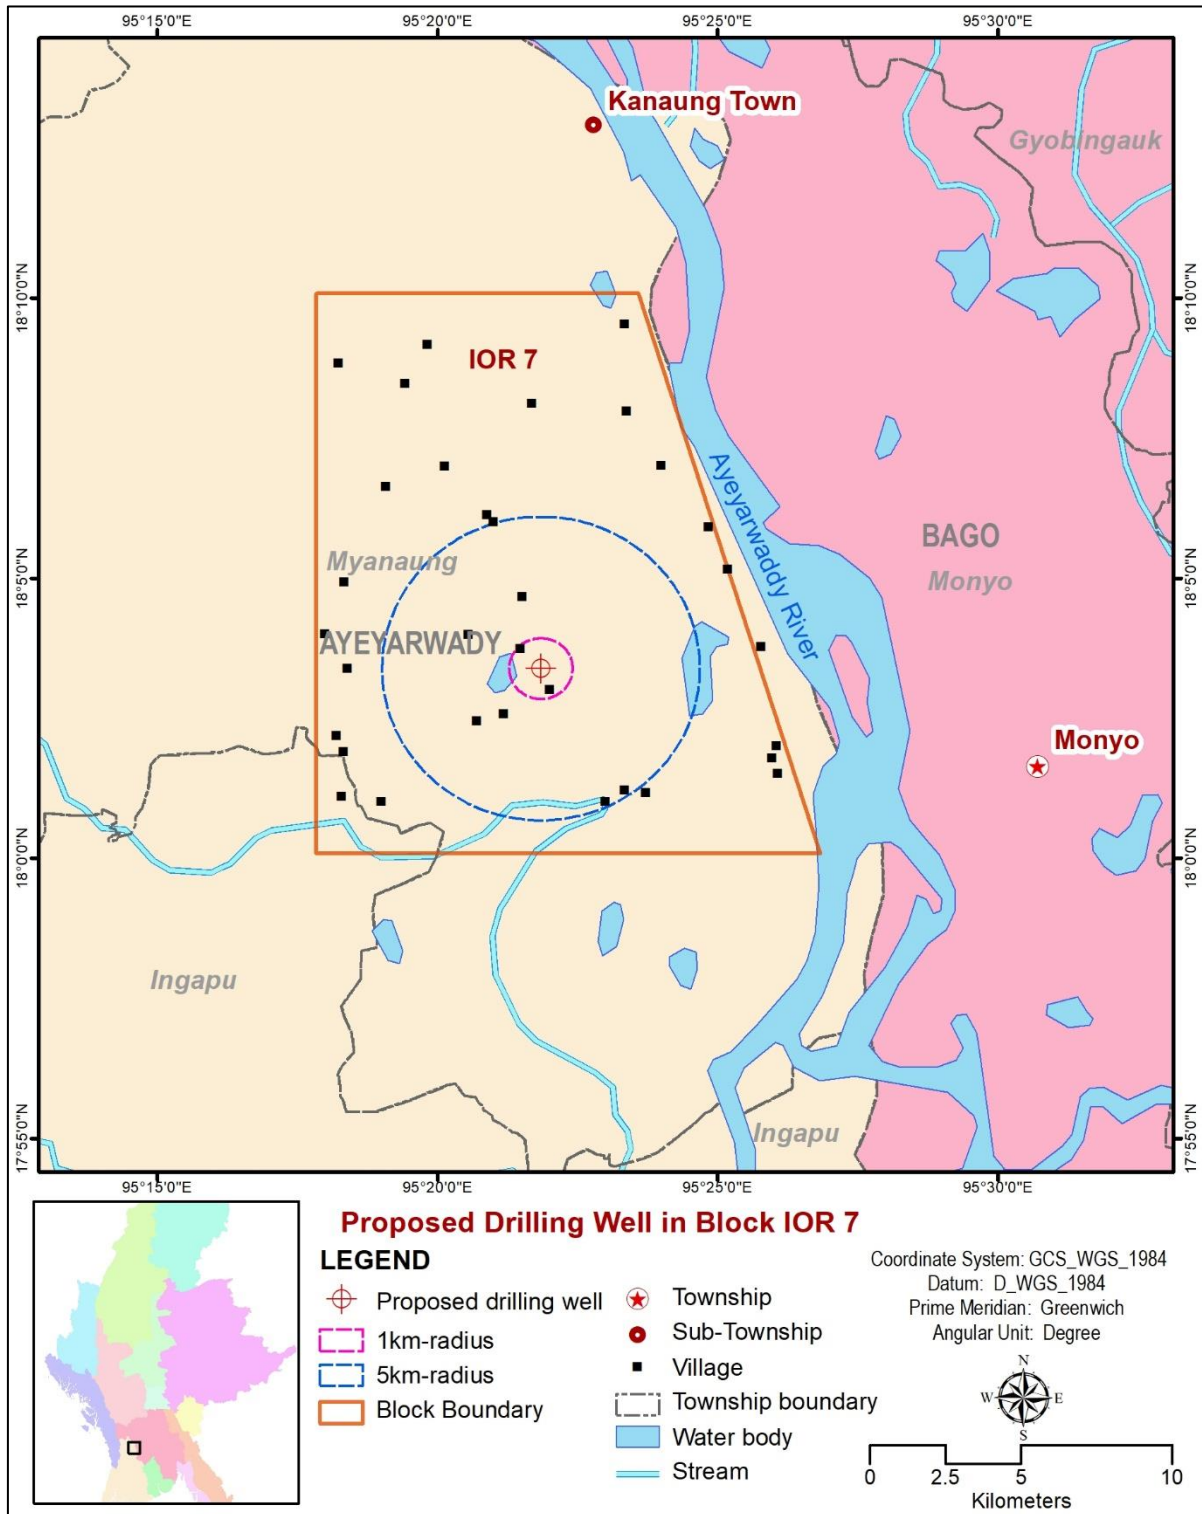 95°15'0"E 95°20'0"E 95°25'0"E 95°30'0"E
Kanaung Town
Gyobingauk
18°10'0"N 18°10'0"N
IOR 7
Ayeyarwaddy River
BAGO
Myanaung
Monyo
18°5'0"N 18°5'0"N
AYEYARWADY
Monyo
18°0'0"N 18°0'0"N
Ingapu
Ingapu
17°55'0"N 17°55'0"N
95°15'0"E 95°20'0"E 95°25'0"E 95°30'0"E
Proposed Drilling Well in Block IOR 7
LEGEND
Proposed drilling well
1km-radius
5km-radius
Block Boundary
Township
Sub-Township
Village
Township boundary
Water body
Stream
Coordinate System: GCS_WGS_1984
Datum: D_WGS_1984
Prime Meridian: Greenwich
Angular Unit: Degree
N
W E
S
0 2.5 5 10
Kilometers